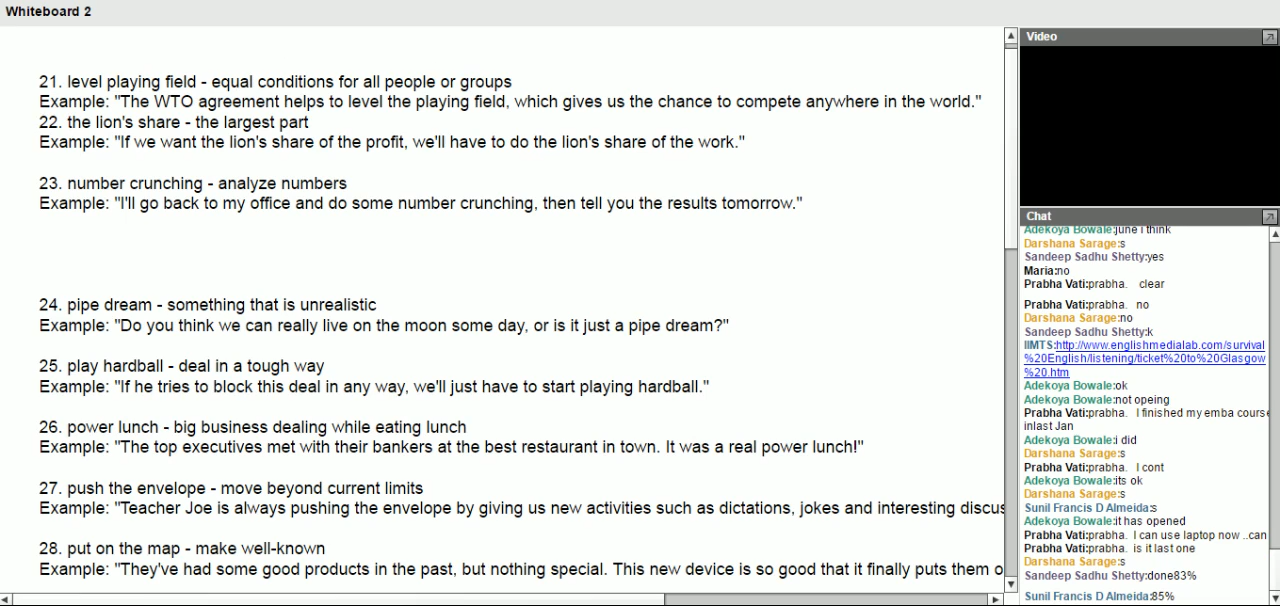 Whiteboard 2
21. level playing field - equal conditions for all people or groups
Example: "The WTO agreement helps to level the playing field, which gives us the chance to compete anywhere in the world."
22. the lion's share - the largest part
Example: "If we want the lion's share of the profit, we'll have to do the lion's share of the work."
23. number crunching - analyze numbers
Example: "I'll go back to my office and do some number crunching, then tell you the results tomorrow."
24. pipe dream - something that is unrealistic
Example: "Do you think we can really live on the moon some day, or is it just a pipe dream?"
25. play hardball - deal in a tough way
Example: "If he tries to block this deal in any way, we'll just have to start playing hardball."
26. power lunch - big business dealing while eating lunch
Example: "The top executives met with their bankers at the best restaurant in town. It was a real power lunch!"
27. push the envelope - move beyond current limits
Example: "Teacher Joe is always pushing the envelope by giving us new activities such as dictations, jokes and interesting discus
28. put on the map - make well-known
Example: "They've had some good products in the past, but nothing special. This new device is so good that it finally puts them o
Video
Chat
Adekoya Bowale:june i think
Darshana Sarage:s
Sandeep Sadhu Shetty:yes
Maria:no
Prabha Vati:prabha. clear
Prabha Vati:prabha. no
Darshana Sarage:no
Sandeep Sadhu Shetty:k
IIMTS:http://www.englishmedialab.com/survival
%20English/listening/ticket%20to%20Glasgow
%20.htm
Adekoya Bowale:ok
Adekoya Bowale:not opeing
Prabha Vati:prabha. I finished my emba course
inlast Jan
Adekoya Bowale:i did
Darshana Sarage:s
Prabha Vati:prabha. I cont
Adekoya Bowale:its ok
Darshana Sarage:s
Sunil Francis D Almeida:s
Adekoya Bowale:it has opened
Prabha Vati:prabha. I can use laptop now ..can
Prabha Vati:prabha. is it last one
Darshana Sarage:s
Sandeep Sadhu Shetty:done83%
Sunil Francis D Almeida:85%